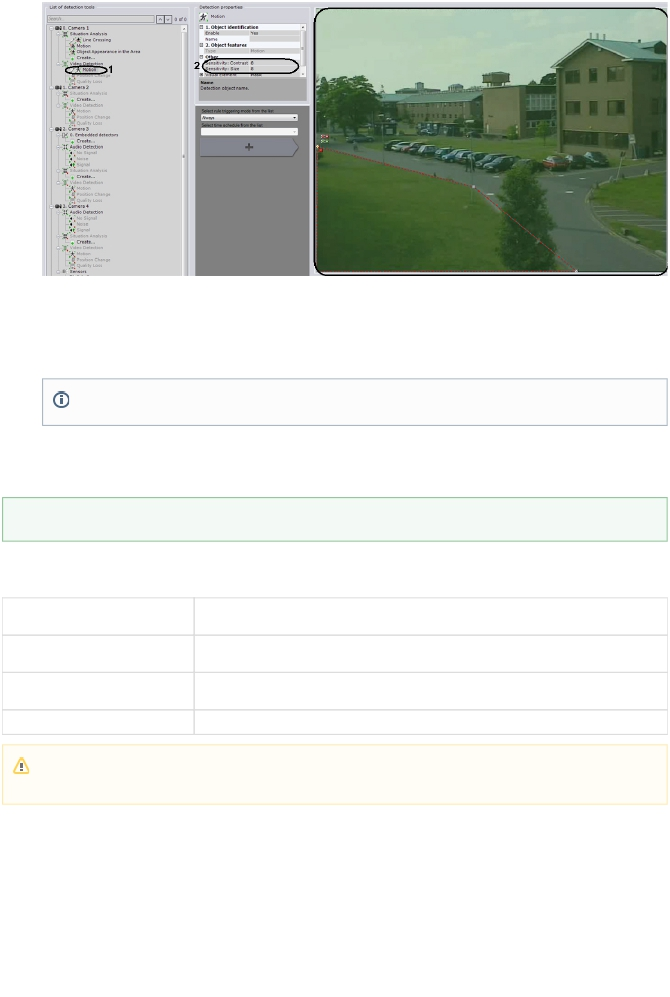 List of detection tools
Search...
0 of 0
0. Camera 1
Situation Analysis
Line Crossing
Motion
Object Appearance in the Area
Create...
Video Detection
Motion
1
Position Change
Quality Loss
1. Camera 2
Situation Analysis
Create...
Video Detection
Motion
Position Change
Quality Loss
2. Camera 3
0. Embedded detectors
Create...
Audio Detection
No Signal
Noise
Signal
Situation Analysis
Create...
Video Detection
Motion
Position Change
Quality Loss
3. Camera 4
Audio Detection
No Signal
Noise
Signal
Situation Analysis
Create...
Video Detection
Motion
Position Change
Quality Loss
Sensors
Detection properties
Motion
1. Object identification
Enable Yes
Name
3. Object features
Type Motion
Other
2
Sensitivity: Contrast 8
Sensitivity: Size 8
Name
Detection object name.
Select rule triggering mode from the list:
Always
Select time schedule from the list: